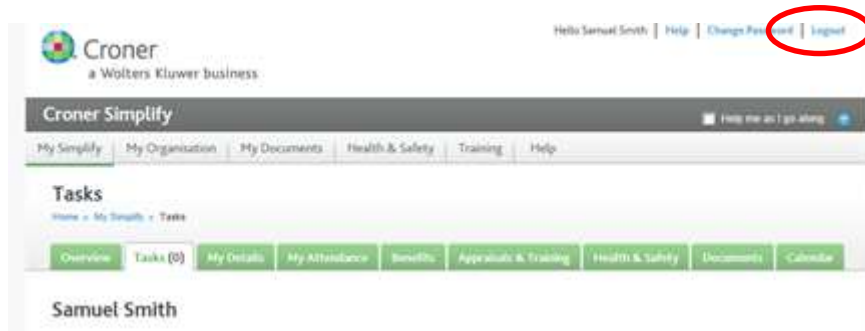 Hello Samuel Smith | Help | Change Password | Logout
Croner
a Wolters Kluwer business
Croner Simplify
Help me as I go along
My Simplify | My Organisation | My Documents | Health & Safety | Training | Help
Tasks
Home » My Simplify » Tasks
Overview Tasks (0) My Details My Attendance Benefits Appraisals & Training Health & Safety Documents Calendar
Samuel Smith